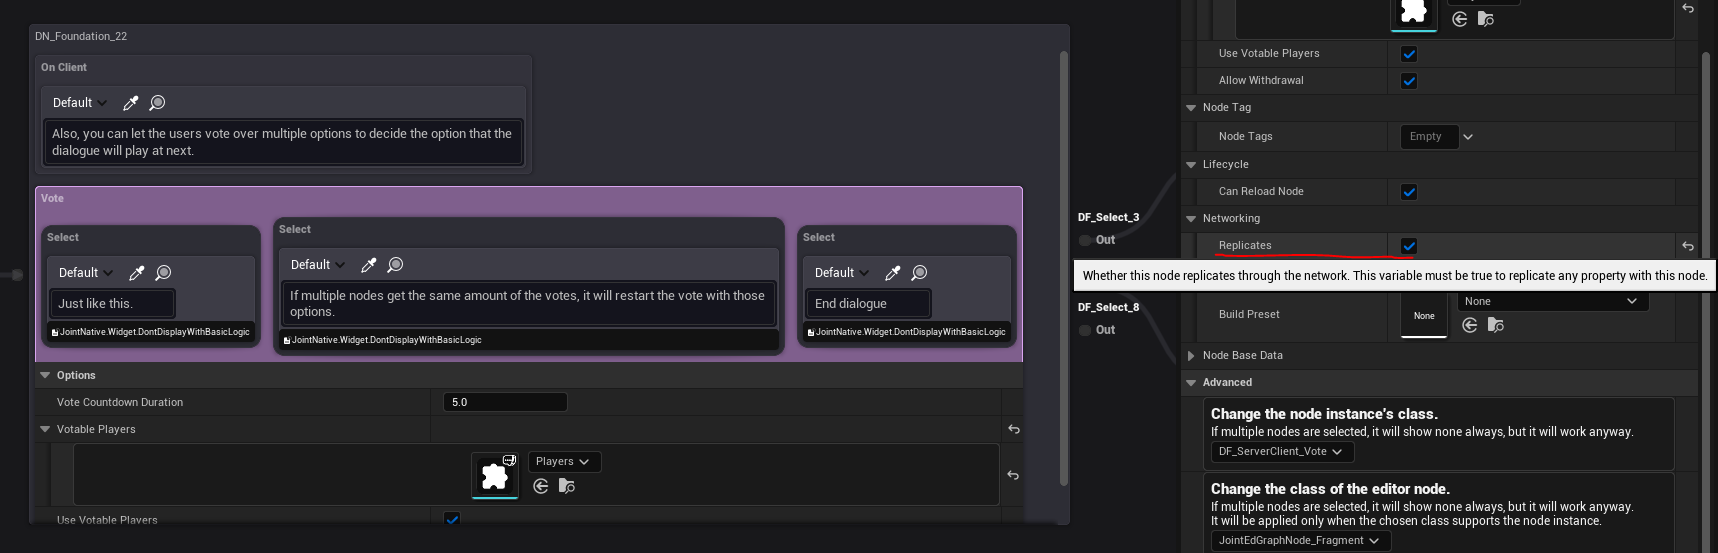 DN_Foundation_22
On Client
Default
Also, you can let the users vote over multiple options to decide the option that the
dialogue will play at next.
Vote
Select
Default
Just like this.
JointNative.Widget.DontDisplayWithBasicLogic
Select
Default
If multiple nodes get the same amount of the votes, it will restart the vote with those
options.
JointNative.Widget.DontDisplayWithBasicLogic
Select
Default
End dialogue
JointNative.Widget.DontDisplayWithBasicLogic
Options
Vote Countdown Duration
5.0
Votable Players
Players
Use Votable Players
DF_Select_3
Out
DF_Select_8
Out
Use Votable Players
Allow Withdrawal
Node Tag
Node Tags
Empty
Lifecycle
Can Reload Node
Networking
Replicates
Whether this node replicates through the network. This variable must be true to replicate any property with this node.
Build Preset
None
None
Node Base Data
Advanced
Change the node instance's class.
If multiple nodes are selected, it will show none always, but it will work anyway.
DF_ServerClient_Vote
Change the class of the editor node.
If multiple nodes are selected, it will show none always, but it will work anyway.
It will be applied only when the chosen class supports the node instance.
JointEdGraphNode_Fragment